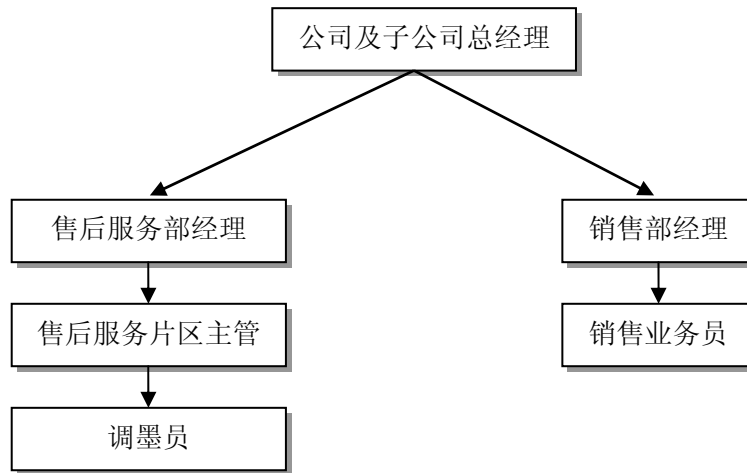 公司及子公司总经理
售后服务部经理
销售部经理
售后服务片区主管
销售业务员
调墨员